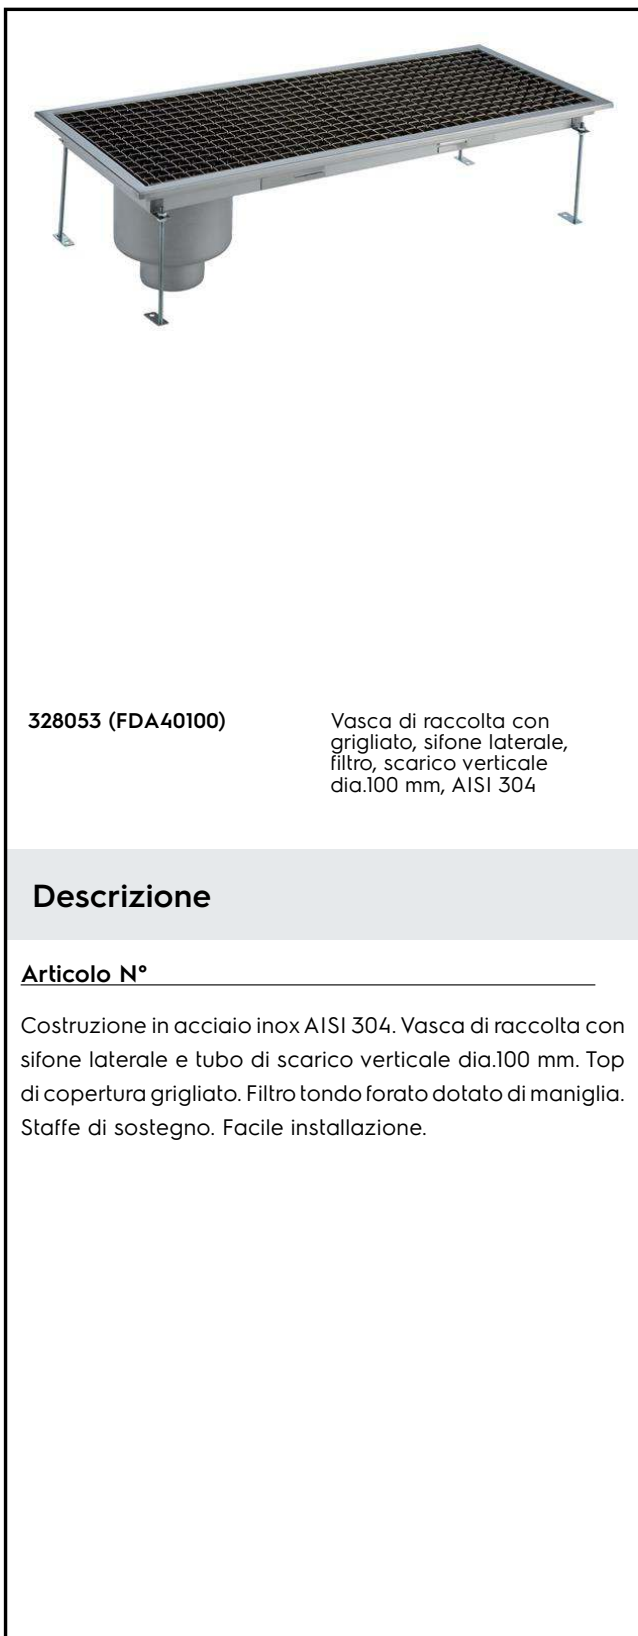 328053 (FDA40100)
Vasca di raccolta con
grigliato, sifone laterale,
filtro, scarico verticale
dia.100 mm, AISI 304
Descrizione
Articolo N°
Costruzione in acciaio inox AISI 304. Vasca di raccolta con
sifone laterale e tubo di scarico verticale dia.100 mm. Top
di copertura grigliato. Filtro tondo forato dotato di maniglia.
Staffe di sostegno. Facile installazione.